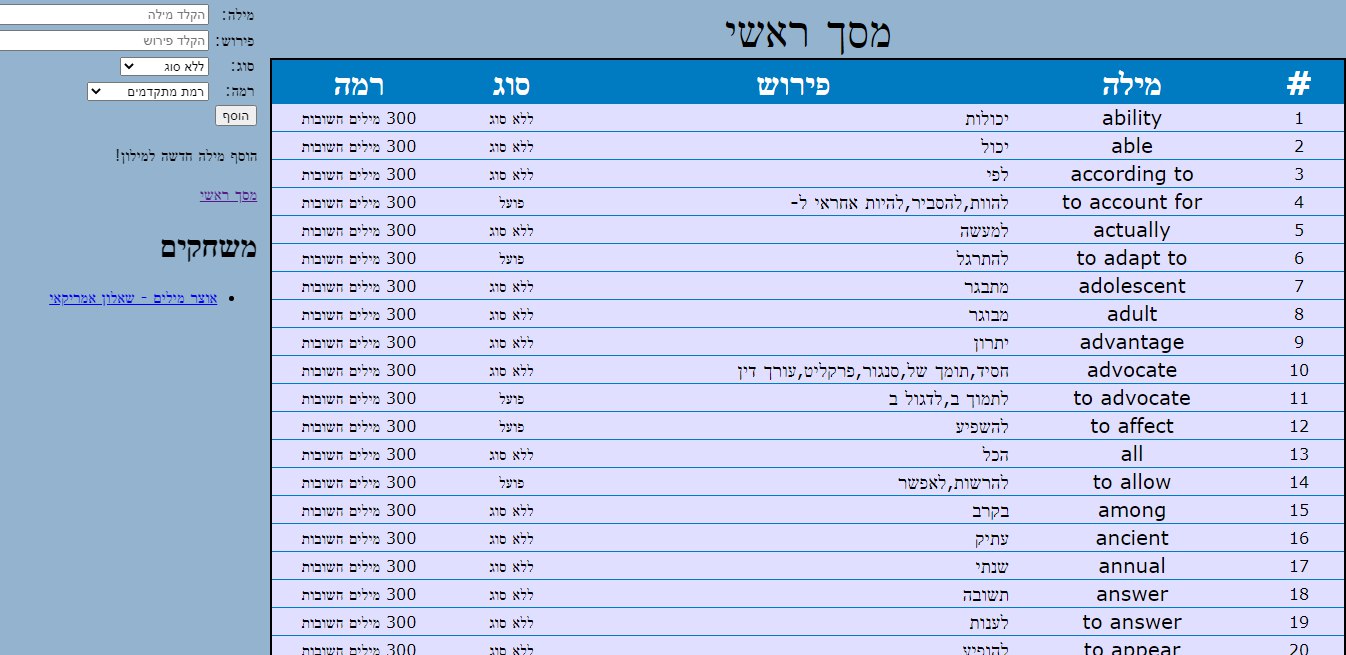 מסך ראשי
# מילה פירוש סוג רמה
1 ability יכולות ללא סוג 300 מילים חשובות
2 able יכול ללא סוג 300 מילים חשובות
3 according to לפי ללא סוג 300 מילים חשובות
4 to account for להוות,להסביר,להיות אחראי ל- פועל 300 מילים חשובות
5 actually למעשה ללא סוג 300 מילים חשובות
6 to adapt to להתרגל פועל 300 מילים חשובות
7 adolescent מתבגר ללא סוג 300 מילים חשובות
8 adult מבוגר ללא סוג 300 מילים חשובות
9 advantage יתרון ללא סוג 300 מילים חשובות
10 advocate חסיד,תומך של,סנגור,פרקליט,עורך דין ללא סוג 300 מילים חשובות
11 to advocate לתמוך ב,לדגול ב פועל 300 מילים חשובות
12 to affect להשפיע פועל 300 מילים חשובות
13 all הכל ללא סוג 300 מילים חשובות
14 to allow להרשות,לאפשר פועל 300 מילים חשובות
15 among בקרב ללא סוג 300 מילים חשובות
16 ancient עתיק ללא סוג 300 מילים חשובות
17 annual שנתי ללא סוג 300 מילים חשובות
18 answer תשובה ללא סוג 300 מילים חשובות
19 to answer לענות ללא סוג 300 מילים חשובות
20 to appear להופיע ללא סוג 300 מילים חשובות
מילה: הקלד מילה
פירוש: הקלד פירוש
סוג: ללא סוג
רמה: רמת מתקדמים
הוסף
הוסף מילה חדשה למילון!
מסך ראשי
משחקים
אוצר מילים - שאלון אמריקאי